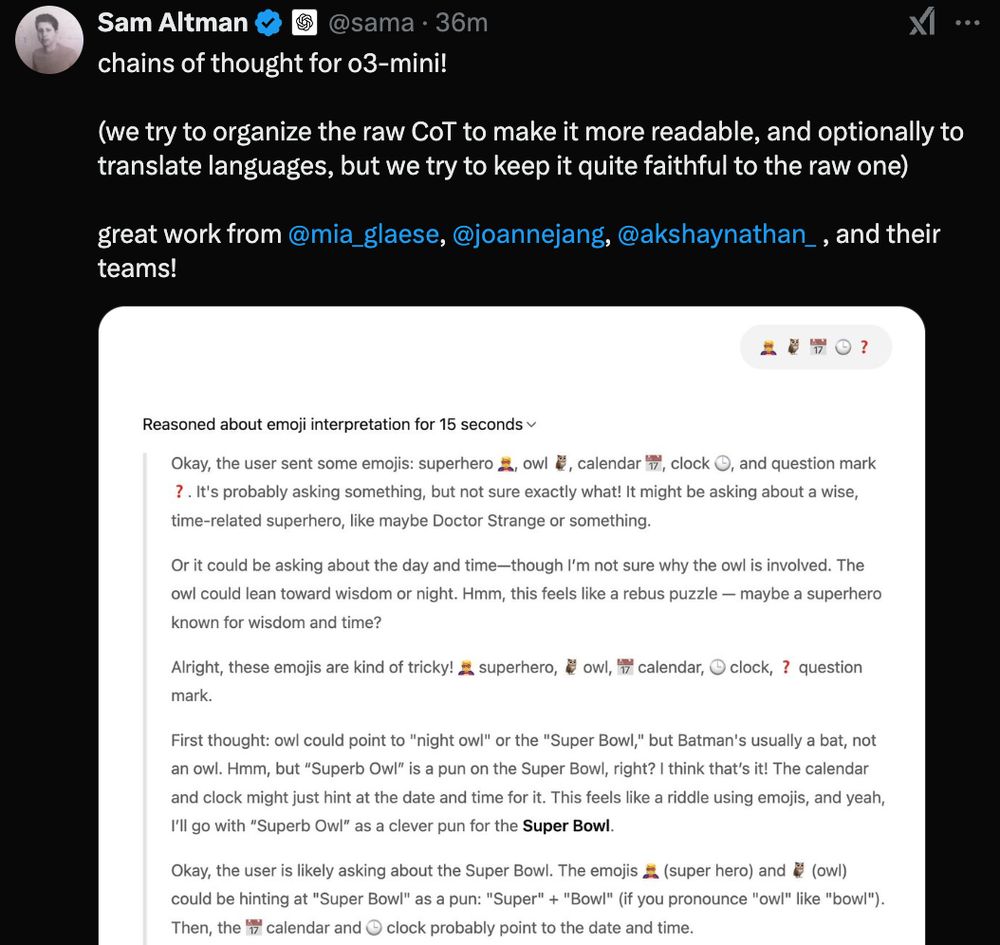 Sam Altman @sama · 36m
chains of thought for o3-mini!
(we try to organize the raw CoT to make it more readable, and optionally to
translate languages, but we try to keep it quite faithful to the raw one)
great work from @mia_glaese, @joannejang, @akshaynathan_ , and their
teams!
🦸 🦉 📅 🕒 ❓
Reasoned about emoji interpretation for 15 seconds
Okay, the user sent some emojis: superhero 🦸, owl 🦉, calendar 📅, clock 🕒, and question mark
❓. It's probably asking something, but not sure exactly what! It might be asking about a wise,
time-related superhero, like maybe Doctor Strange or something.
Or it could be asking about the day and time—though I’m not sure why the owl is involved. The
owl could lean toward wisdom or night. Hmm, this feels like a rebus puzzle — maybe a superhero
known for wisdom and time?
Alright, these emojis are kind of tricky! 🦸 superhero, 🦉 owl, 📅 calendar, 🕒 clock, ❓ question
mark.
First thought: owl could point to "night owl" or the "Super Bowl," but Batman's usually a bat, not
an owl. Hmm, but “Superb Owl” is a pun on the Super Bowl, right? I think that’s it! The calendar
and clock might just hint at the date and time for it. This feels like a riddle using emojis, and yeah,
I’ll go with “Superb Owl” as a clever pun for the Super Bowl.
Okay, the user is likely asking about the Super Bowl. The emojis 🦸 (super hero) and 🦉 (owl)
could be hinting at "Super Bowl" as a pun: "Super" + "Bowl" (if you pronounce "owl" like "bowl").
Then, the 📅 calendar and 🕒 clock probably point to the date and time.